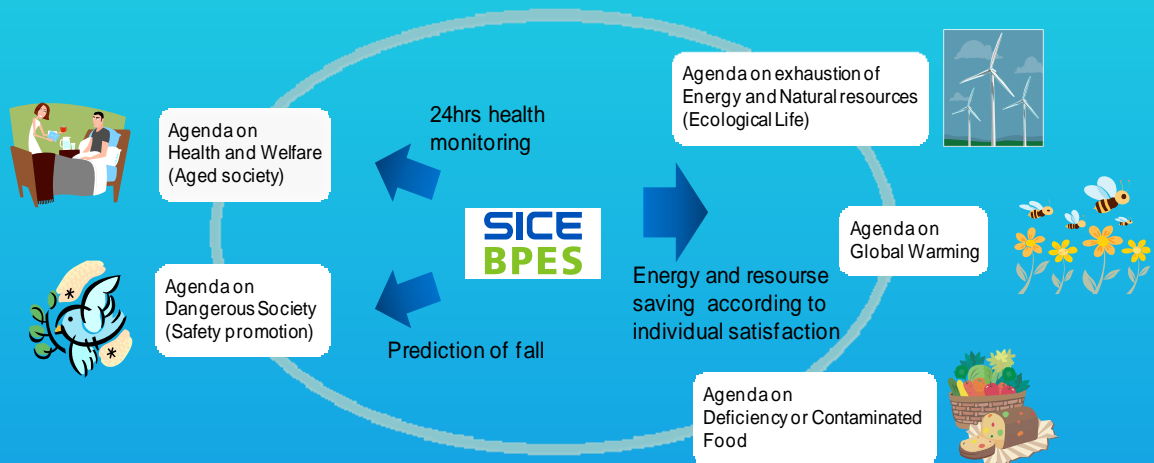 Agenda on exhaustion of
Energy and Natural resources
(Ecological Life)
24hrs health
monitoring
Agenda on
Health and Welfare
(Aged society)
SICE
BPES
Agenda on
Global Warming
Agenda on
Dangerous Society
(Safety promotion)
Energy and resourse
saving according to
individual satisfaction
Prediction of fall
Agenda on
Deficiency or Contaminated
Food